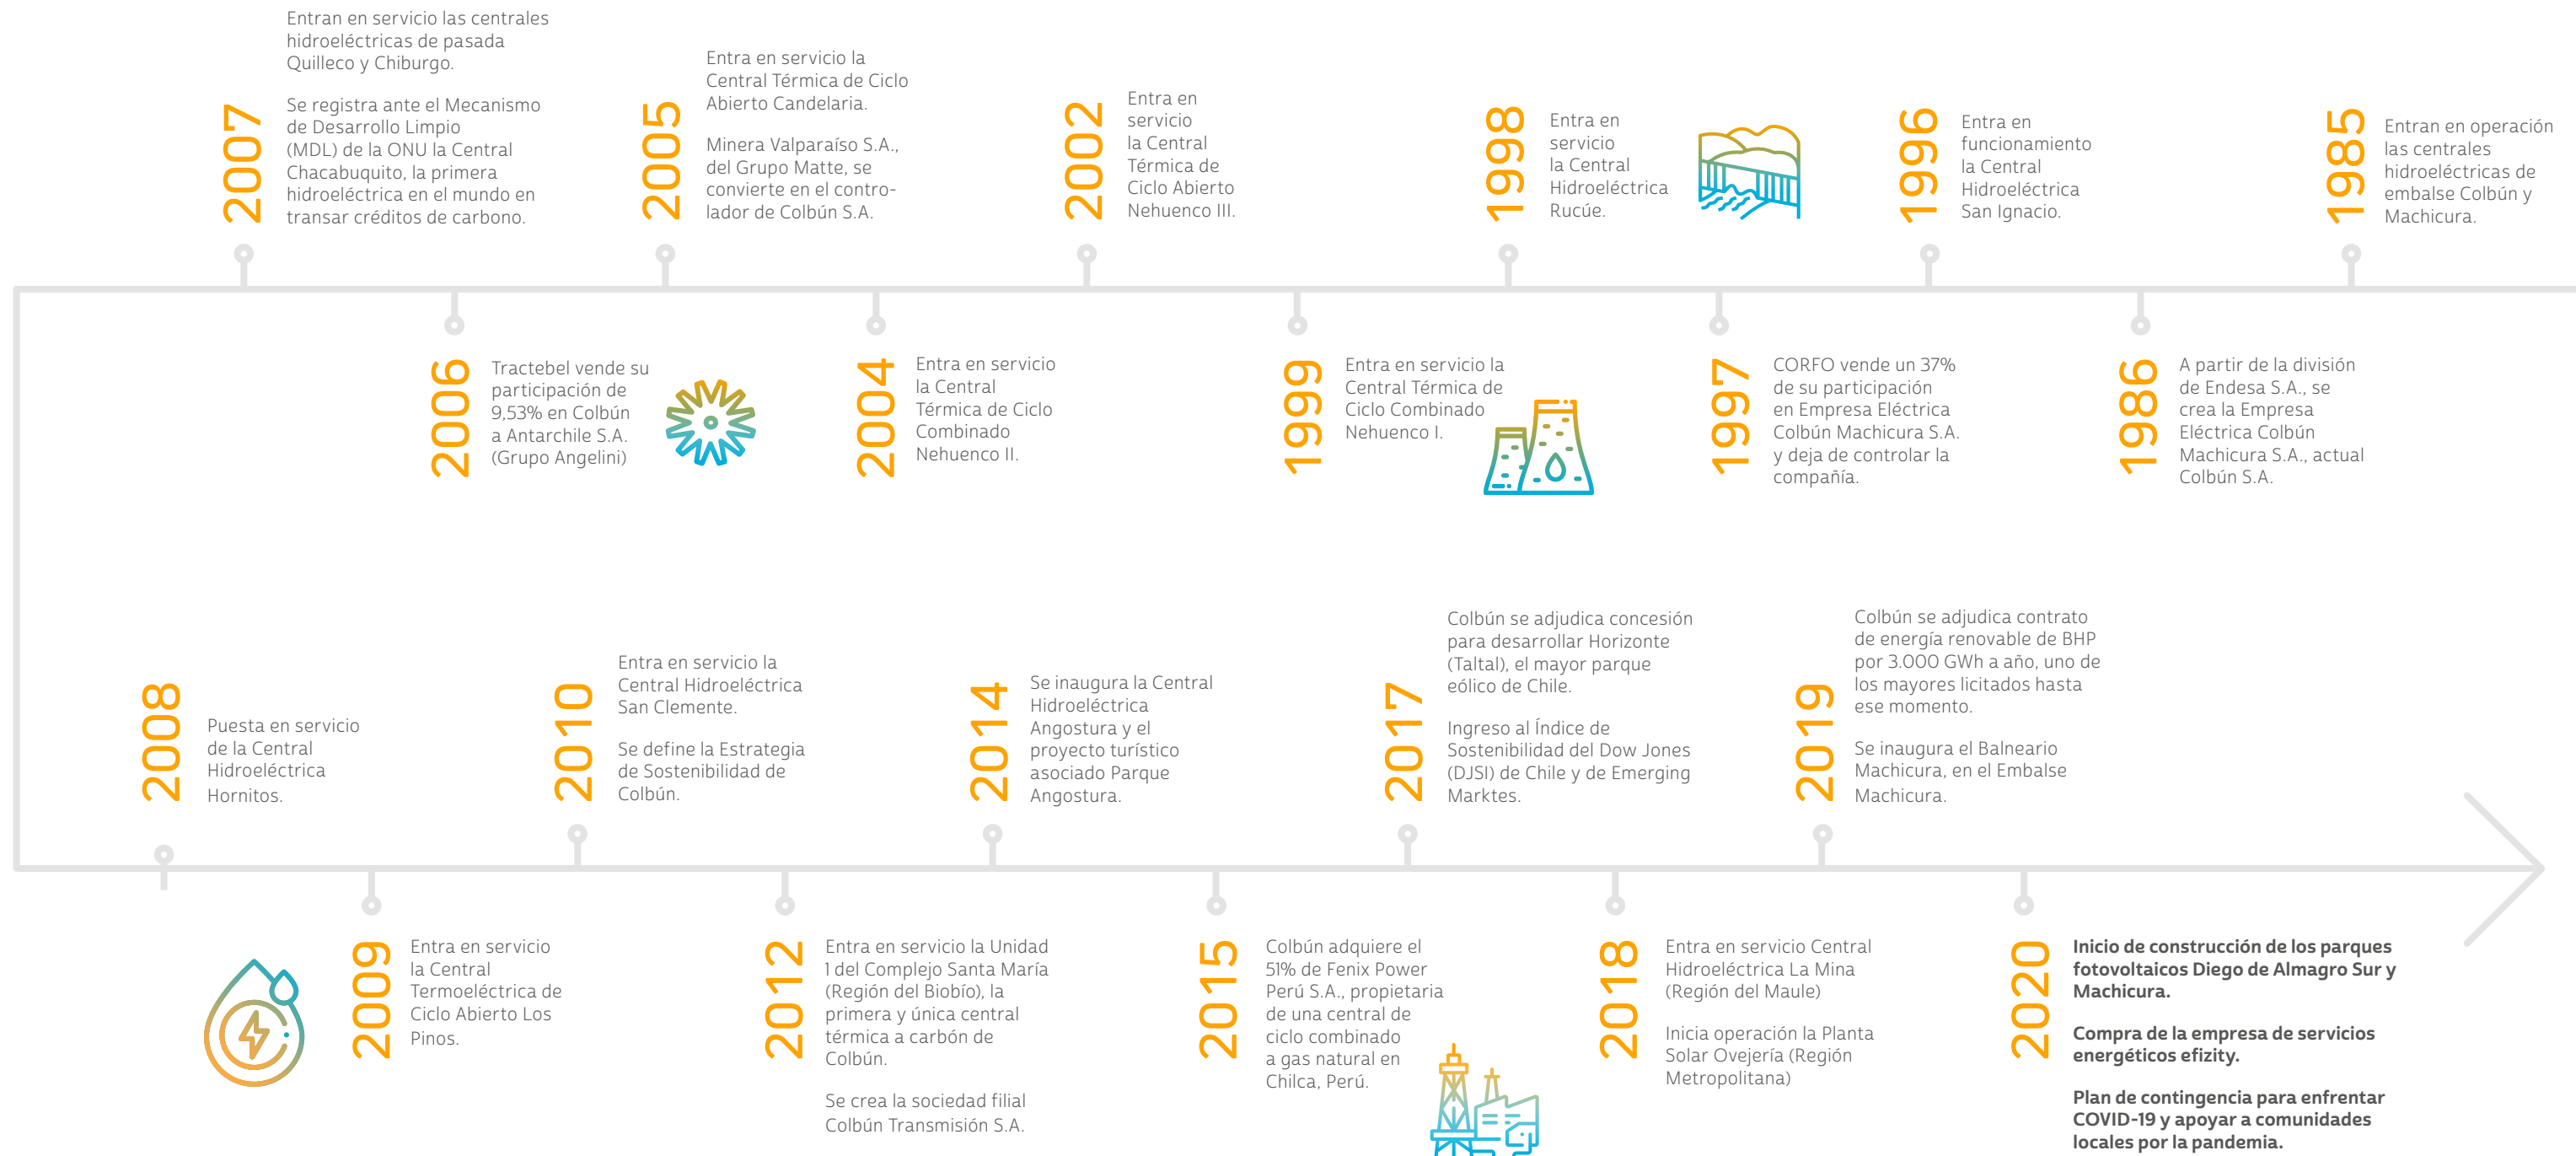 2007
Entran en servicio las centrales
hidroeléctricas de pasada
Quilleco y Chiburgo.
Se registra ante el Mecanismo
de Desarrollo Limpio
(MDL) de la ONU la Central
Chacabuquito, la primera
hidroeléctrica en el mundo en
transar créditos de carbono.
2005
Entra en servicio la
Central Térmica de Ciclo
Abierto Candelaria.
Minera Valparaíso S.A.,
del Grupo Matte, se
convierte en el contro-
lador de Colbún S.A.
2002
Entra en
servicio
la Central
Térmica de
Ciclo Abierto
Nehuenco III.
1998
Entra en
servicio
la Central
Hidroeléctrica
Rucúe.
1996
Entra en
funcionamiento
la Central
Hidroeléctrica
San Ignacio.
1985
Entran en operación
las centrales
hidroeléctricas de
embalse Colbún y
Machicura.
2006
Tractebel vende su
participación de
9,53% en Colbún
a Antarchile S.A.
(Grupo Angelini)
2004
Entra en servicio
la Central
Térmica de Ciclo
Combinado
Nehuenco II.
1999
Entra en servicio la
Central Térmica de
Ciclo Combinado
Nehuenco I.
1997
CORFO vende un 37%
de su participación
en Empresa Eléctrica
Colbún Machicura S.A.
y deja de controlar la
compañía.
1986
A partir de la división
de Endesa S.A., se
crea la Empresa
Eléctrica Colbún
Machicura S.A., actual
Colbún S.A.
2008
Puesta en servicio
de la Central
Hidroeléctrica
Hornitos.
2010
Entra en servicio la
Central Hidroeléctrica
San Clemente.
Se define la Estrategia
de Sostenibilidad de
Colbún.
2014
Se inaugura la Central
Hidroeléctrica
Angostura y el
proyecto turístico
asociado Parque
Angostura.
2017
Colbún se adjudica concesión
para desarrollar Horizonte
(Taltal), el mayor parque
eólico de Chile.
Ingreso al Índice de
Sostenibilidad del Dow Jones
(DJSI) de Chile y de Emerging
Marktes.
2019
Colbún se adjudica contrato
de energía renovable de BHP
por 3.000 GWh a año, uno de
los mayores licitados hasta
ese momento.
Se inaugura el Balneario
Machicura, en el Embalse
Machicura.
2009
Entra en servicio
la Central
Termoeléctrica de
Ciclo Abierto Los
Pinos.
2012
Entra en servicio la Unidad
1 del Complejo Santa María
(Región del Biobío), la
primera y única central
térmica a carbón de
Colbún.
Se crea la sociedad filial
Colbún Transmisión S.A.
2015
Colbún adquiere el
51% de Fenix Power
Perú S.A., propietaria
de una central de
ciclo combinado
a gas natural en
Chilca, Perú.
2018
Entra en servicio Central
Hidroeléctrica La Mina
(Región del Maule)
Inicia operación la Planta
Solar Ovejería (Región
Metropolitana)
2020
Inicio de construcción de los parques
fotovoltaicos Diego de Almagro Sur y
Machicura.
Compra de la empresa de servicios
energéticos efizity.
Plan de contingencia para enfrentar
COVID-19 y apoyar a comunidades
locales por la pandemia.